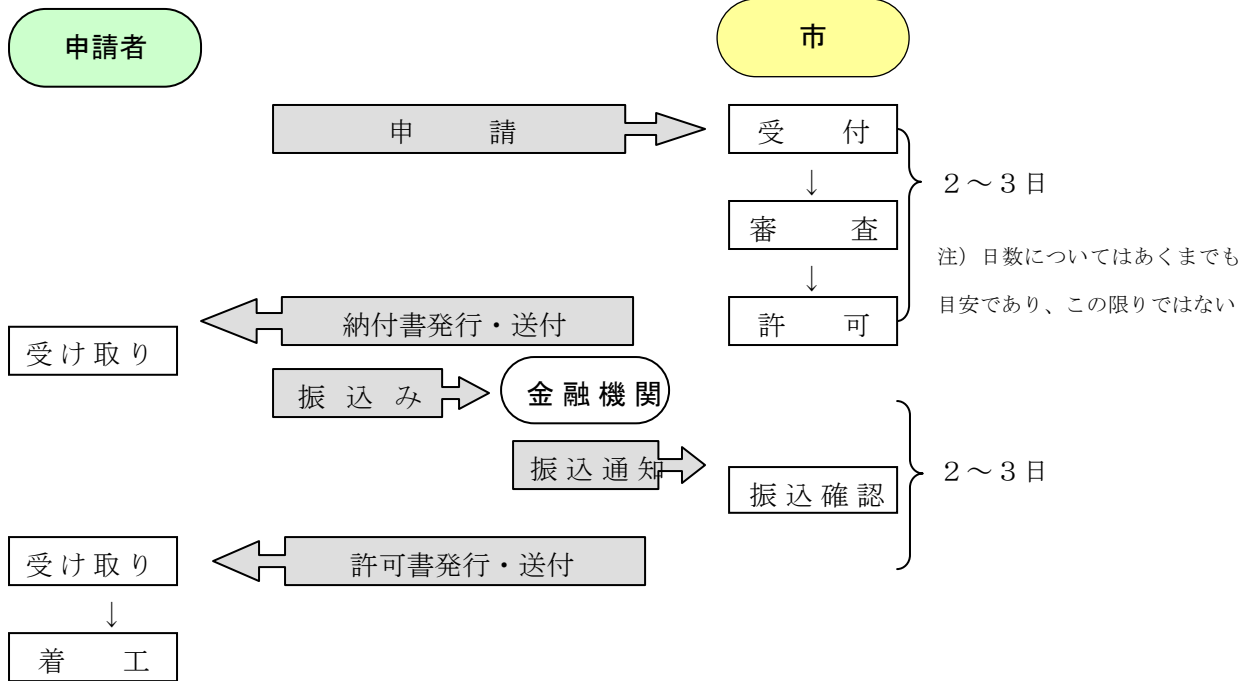 申請者
市
申請
受付
↓
２～３日
審査
注）日数についてはあくまでも
↓
目安であり、この限りではない
納付書発行・送付
許可
受け取り
振込み
金融機関
振込通知
２～３日
振込確認
受け取り
許可書発行・送付
↓
着工